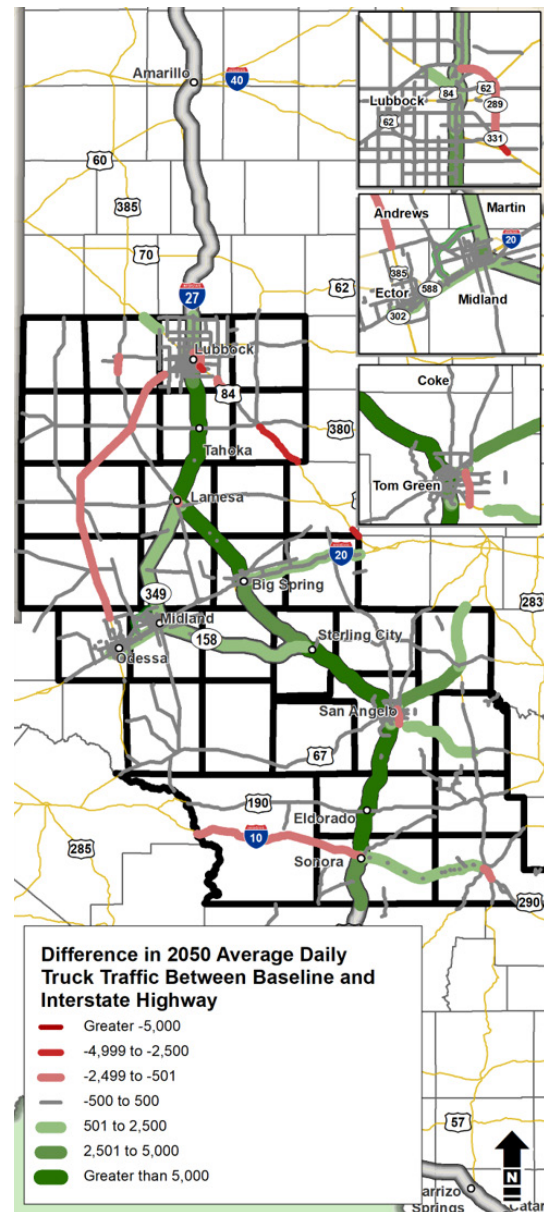 Amarillo
40
60
385
70
27
62
Lubbock
84
62
62
289
331
Andrews
Martin
20
385
588
Ector
302
Midland
Coke
Tom Green
Lubbock
84
380
Tahoka
Lamesa
20
Big Spring
283
349
Midland
158
Odessa
Sterling City
San Angelo
67
190
Eldorado
10
285
Sonora
290
Difference in 2050 Average Daily
Truck Traffic Between Baseline and
Interstate Highway
Greater -5,000
-4,999 to -2,500
-2,499 to -501
-500 to 500
501 to 2,500
2,501 to 5,000
Greater than 5,000
57
N
arrizo
Springs
Catar